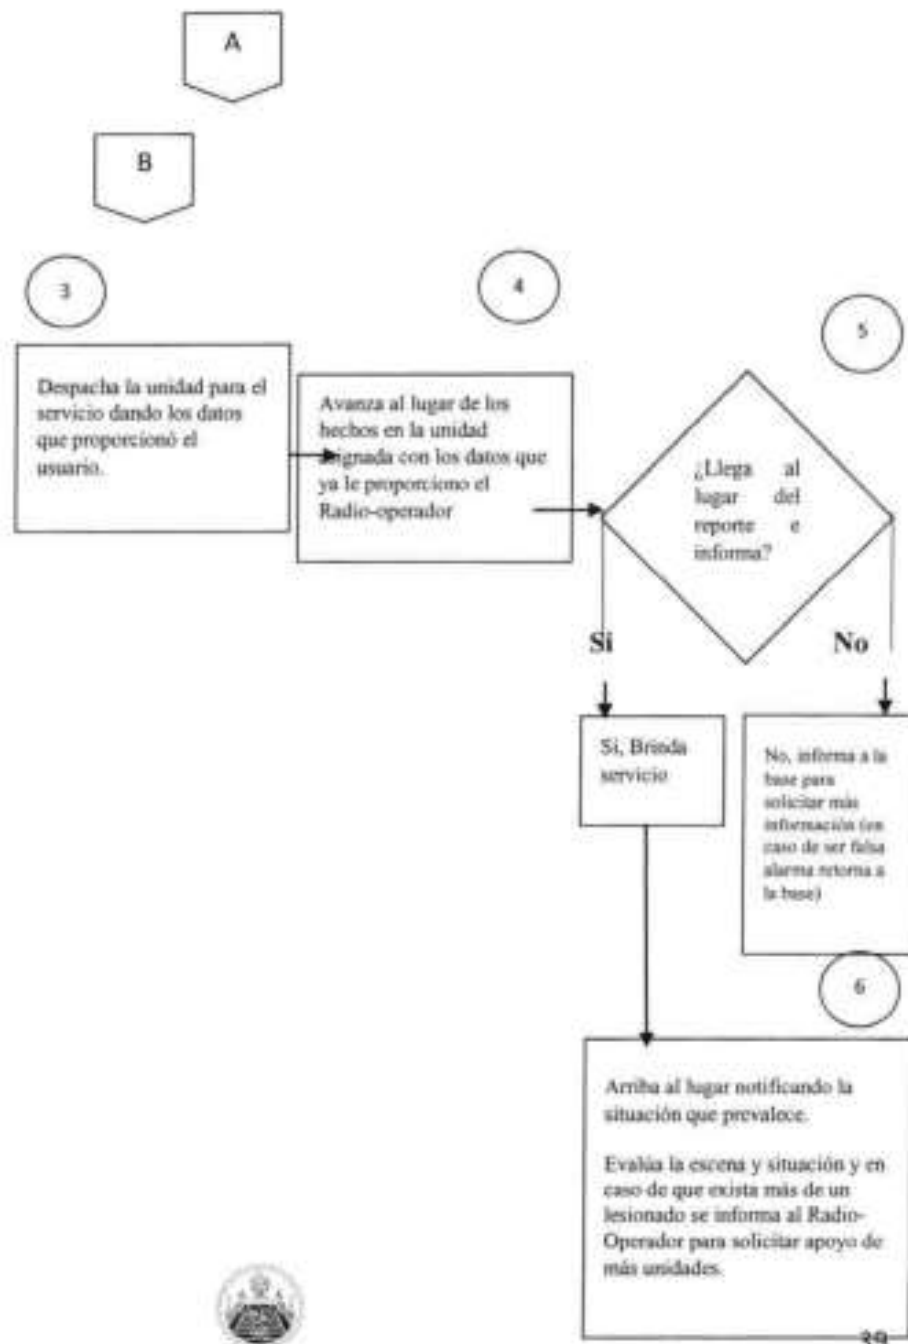 A
B
3
4
5
Despacha la unidad para el
servicio dando los datos
que proporcionó el
usuario.
Avanza al lugar de los
hechos en la unidad
asignada con los datos que
ya le proporciono el
Radio-operador
¿Llega al
lugar del
reporte e
informa?
Si
No
Si, Brinda
servicio
No, informa a la
base para
solicitar más
información (en
caso de ser falsa
alarma retorna a
la base)
6
Arriba al lugar notificando la
situación que prevalece.
Evalúa la escena y situación y en
caso de que exista más de un
lesionado se informa al Radio-
Operador para solicitar apoyo de
más unidades.